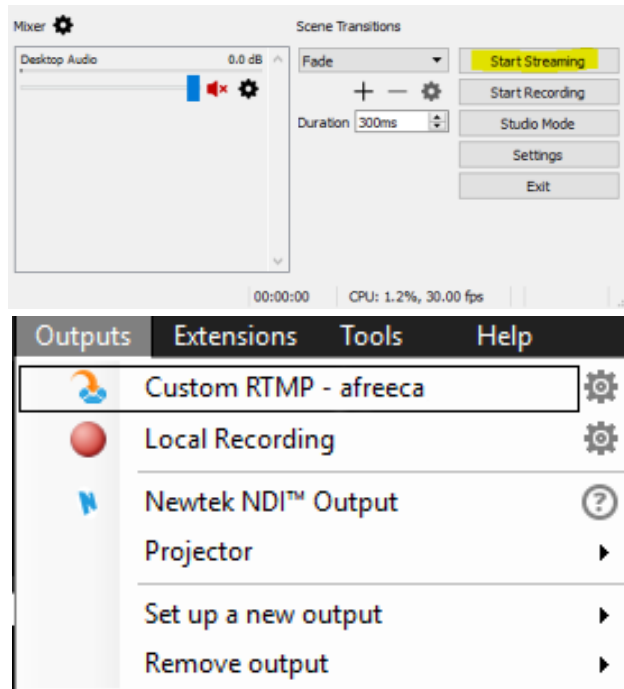 Mixer
Scene Transitions
Desktop Audio 0.0 dB
Fade
Start Streaming
Start Recording
Duration 300ms
Studio Mode
Settings
Exit
00:00:00 CPU: 1.2%, 30.00 fps
Outputs Extensions Tools Help
Custom RTMP - afreeca
Local Recording
N Newtek NDI™ Output
?
Projector
Set up a new output
Remove output